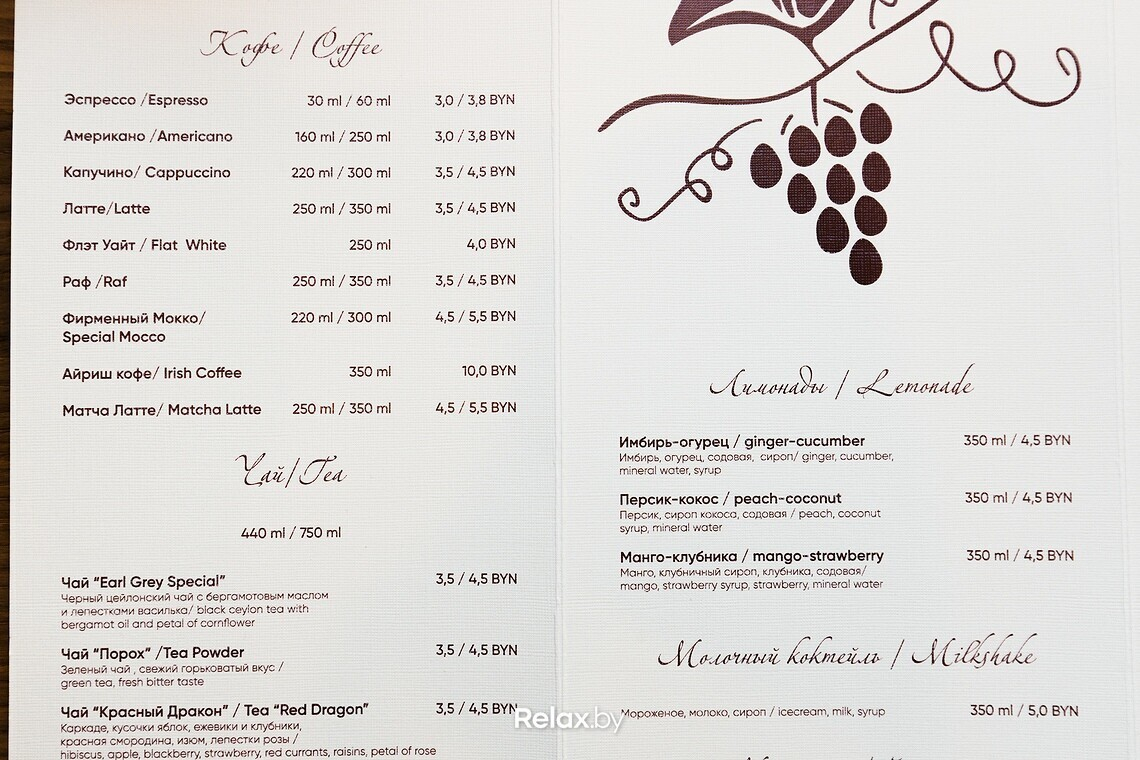 Кофе / Coffee
Эспрессо /Espresso 30 ml / 60 ml 3,0 / 3,8 BYN
Американо /Americano 160 ml / 250 ml 3,0 / 3,8 BYN
Капучино/ Cappuccino 220 ml / 300 ml 3,5 / 4,5 BYN
Латте/Latte 250 ml / 350 ml 3,5 / 4,5 BYN
Флэт Уайт / Flat White 250 ml 4,0 BYN
Раф /Raf 250 ml / 350 ml 3,5 / 4,5 BYN
Фирменный Мокко/ 220 ml / 300 ml 4,5 / 5,5 BYN
Special Mocco
Айриш кофе/ Irish Coffee 350 ml 10,0 BYN
Матча Латте/ Matcha Latte 250 ml / 350 ml 4,5 / 5,5 BYN
Чай/Tea
440 ml / 750 ml
Чай “Earl Grey Special” 3,5 / 4,5 BYN
Черный цейлонский чай с бергамотовым маслом
и лепестками василька/ black ceylon tea with
bergamot oil and petal of cornflower
Чай “Порох” /Tea Powder 3,5 / 4,5 BYN
Зеленый чай , свежий горьковатый вкус /
green tea, fresh bitter taste
Чай “Красный Дракон” / Tea “Red Dragon” 3,5 / 4,5 BYN
Каркаде, кусочки яблок, ежевики и клубники,
красная смородина, изюм, лепестки розы /
hibiscus, apple, blackberry, strawberry, red currants, raisins, petal of rose
Лимонады / Lemonade
Имбирь-огурец / ginger-cucumber 350 ml / 4,5 BYN
Имбирь, огурец, содовая, сироп/ ginger, cucumber,
mineral water, syrup
Персик-кокос / peach-coconut 350 ml / 4,5 BYN
Персик, сироп кокоса, содовая / peach, coconut
syrup, mineral water
Манго-клубника / mango-strawberry 350 ml / 4,5 BYN
Манго, клубничный сироп, клубника, содовая/
mango, strawberry syrup, strawberry, mineral water
Молочный коктейль / Milkshake
Мороженое, молоко, сироп / icecream, milk, syrup 350 ml / 5,0 BYN
Relax.by